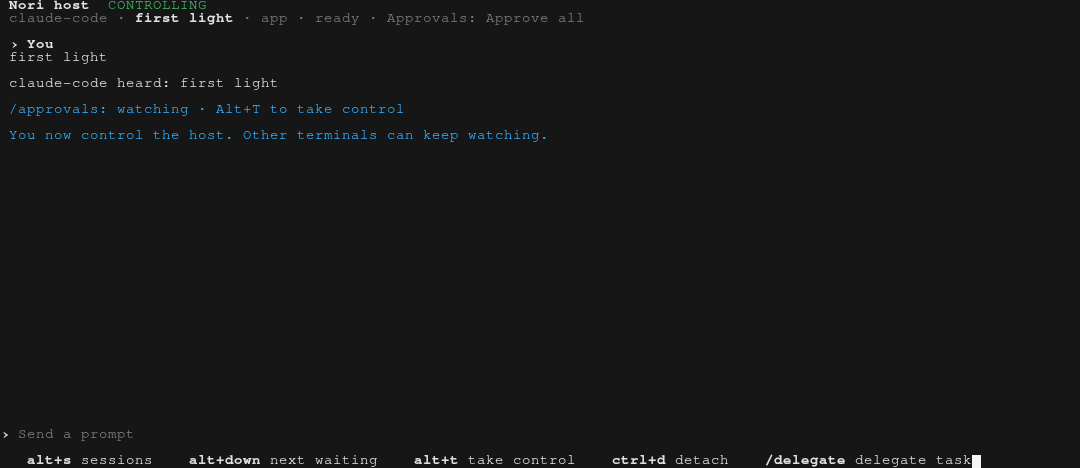 Nori host  CONTROLLING
claude-code · first light · app · ready · Approvals: Approve all
› You
first light
claude-code heard: first light
/approvals: watching · Alt+T to take control
You now control the host. Other terminals can keep watching.
› Send a prompt
alt+s sessions    alt+down next waiting    alt+t take control    ctrl+d detach    /delegate delegate task